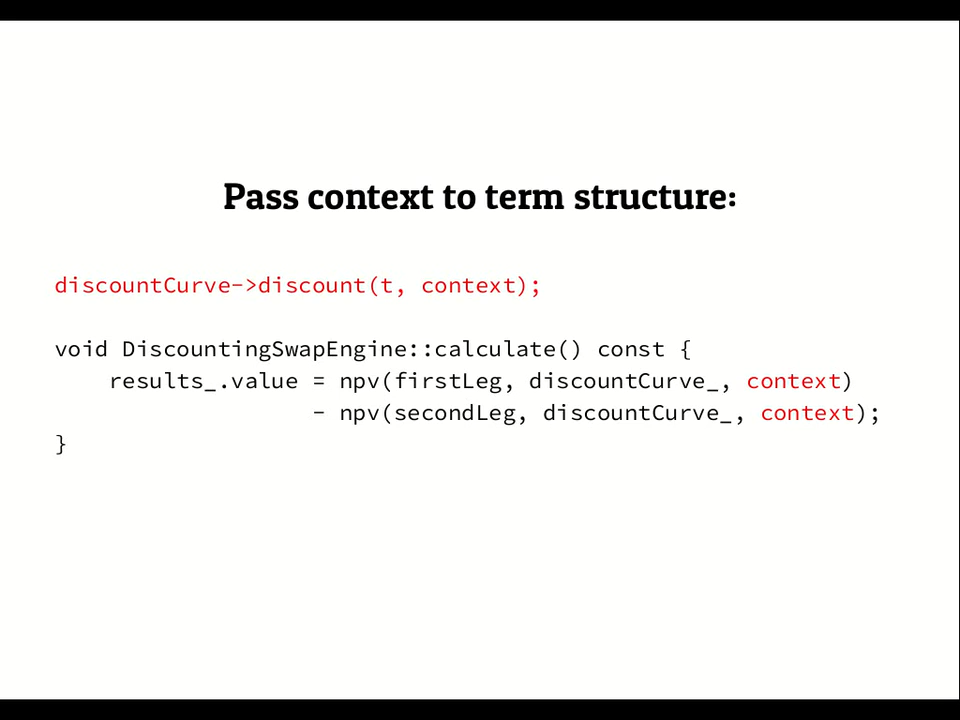 Pass context to term structure:
discountCurve->discount(t, context);
void DiscountingSwapEngine::calculate() const {
    results_.value = npv(firstLeg, discountCurve_, context)
                   - npv(secondLeg, discountCurve_, context);
}